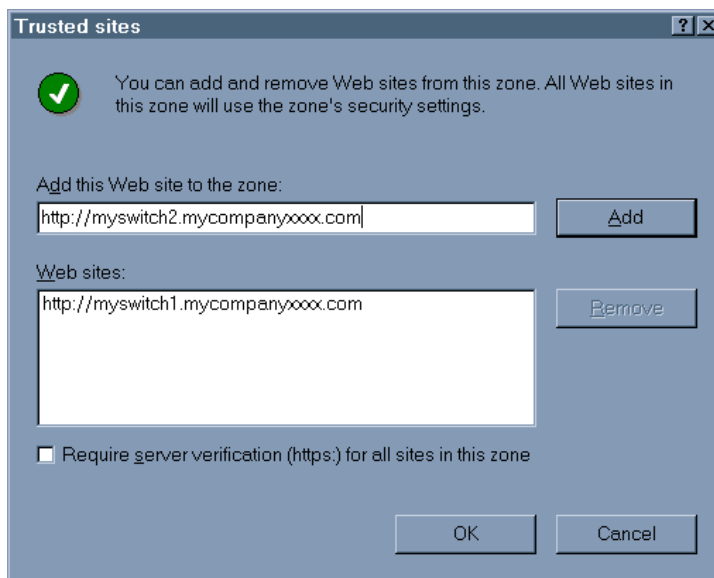 Trusted sites
You can add and remove Web sites from this zone. All Web sites in
this zone will use the zone's security settings.
Add this Web site to the zone:
http://myswitch2.mycompanyxxxx.com
Add
Web sites:
http://myswitch1.mycompanyxxxx.com
Remove
Require server verification (https:) for all sites in this zone
OK Cancel